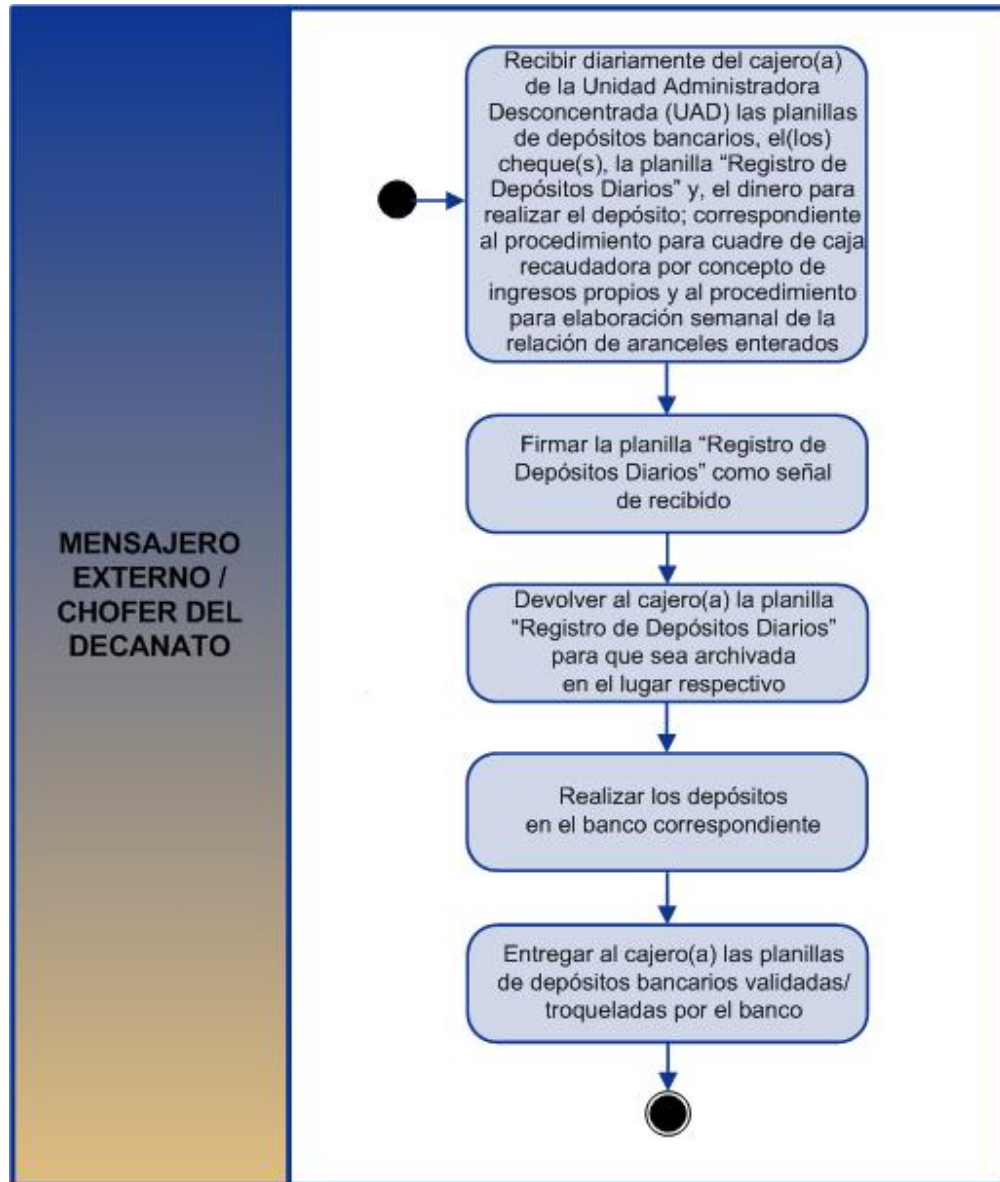 MENSAJERO
EXTERNO /
CHOFER DEL
DECANATO
Recibir diariamente del cajero(a)
de la Unidad Administradora
Desconcentrada (UAD) las planillas
de depósitos bancarios, el(los)
cheque(s), la planilla “Registro de
Depósitos Diarios” y, el dinero para
realizar el depósito; correspondiente
al procedimiento para cuadre de caja
recaudadora por concepto de
ingresos propios y al procedimiento
para elaboración semanal de la
relación de aranceles enterados
Firmar la planilla “Registro de
Depósitos Diarios” como señal
de recibido
Devolver al cajero(a) la planilla
“Registro de Depósitos Diarios”
para que sea archivada
en el lugar respectivo
Realizar los depósitos
en el banco correspondiente
Entregar al cajero(a) las planillas
de depósitos bancarios validadas/
troqueladas por el banco